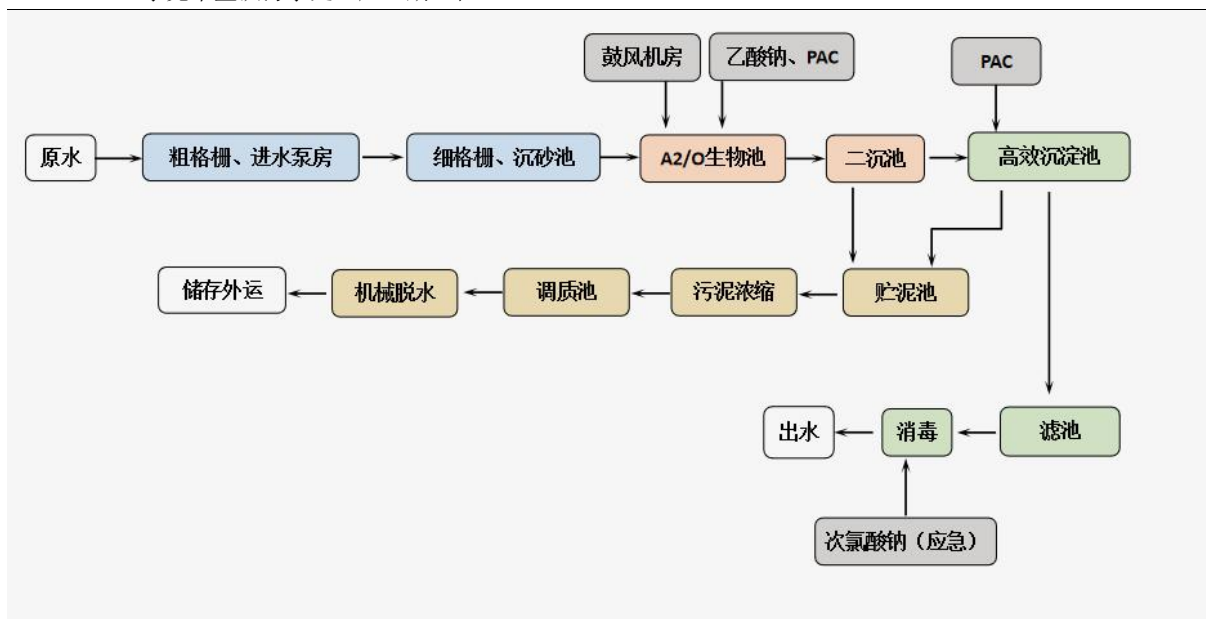 鼓风机房
乙酸钠、PAC
PAC
原水
粗格栅、进水泵房
细格栅、沉砂池
A2/O生物池
二沉池
高效沉淀池
储存外运
机械脱水
调质池
污泥浓缩
贮泥池
出水
消毒
滤池
次氯酸钠（应急）